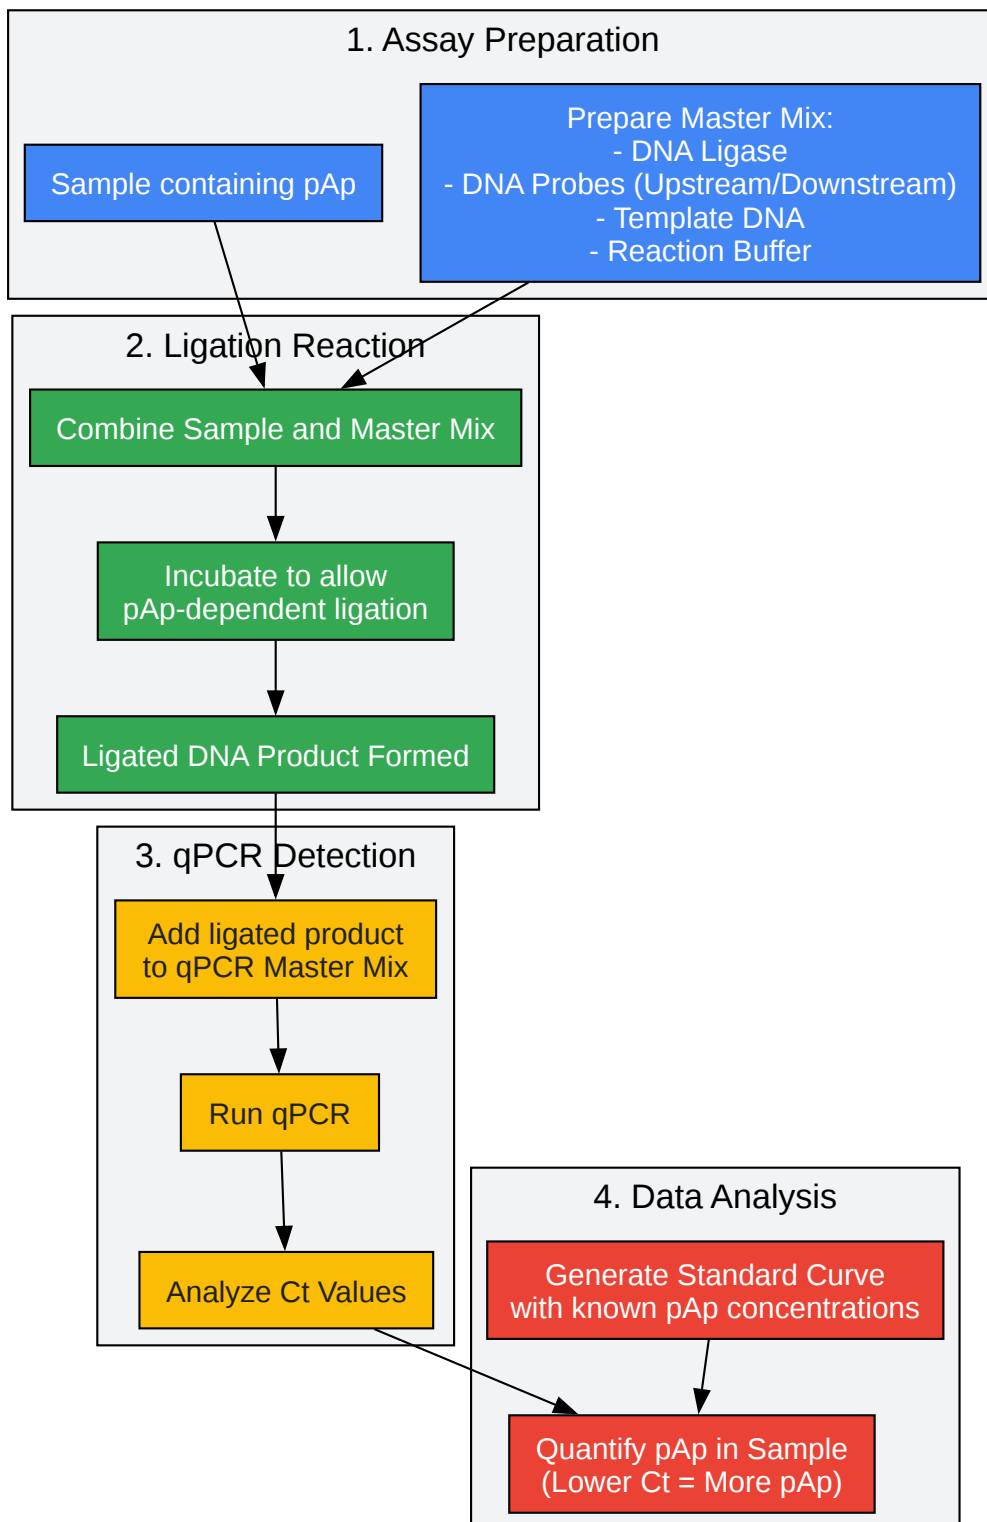 1. Assay Preparation
Sample containing pAp
Prepare Master Mix:
- DNA Ligase
- DNA Probes (Upstream/Downstream)
- Template DNA
- Reaction Buffer
2. Ligation Reaction
Combine Sample and Master Mix
Incubate to allow
pAp-dependent ligation
Ligated DNA Product Formed
3. qPCR Detection
Add ligated product
to qPCR Master Mix
Run qPCR
Analyze Ct Values
4. Data Analysis
Generate Standard Curve
with known pAp concentrations
Quantify pAp in Sample
(Lower Ct = More pAp)